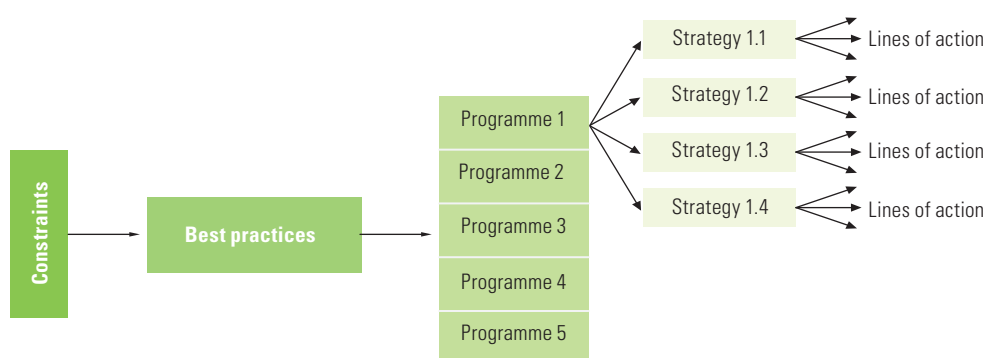 Constraints
Best practices
Programme 1
Programme 2
Programme 3
Programme 4
Programme 5
Strategy 1.1
Lines of action
Strategy 1.2
Lines of action
Strategy 1.3
Lines of action
Strategy 1.4
Lines of action